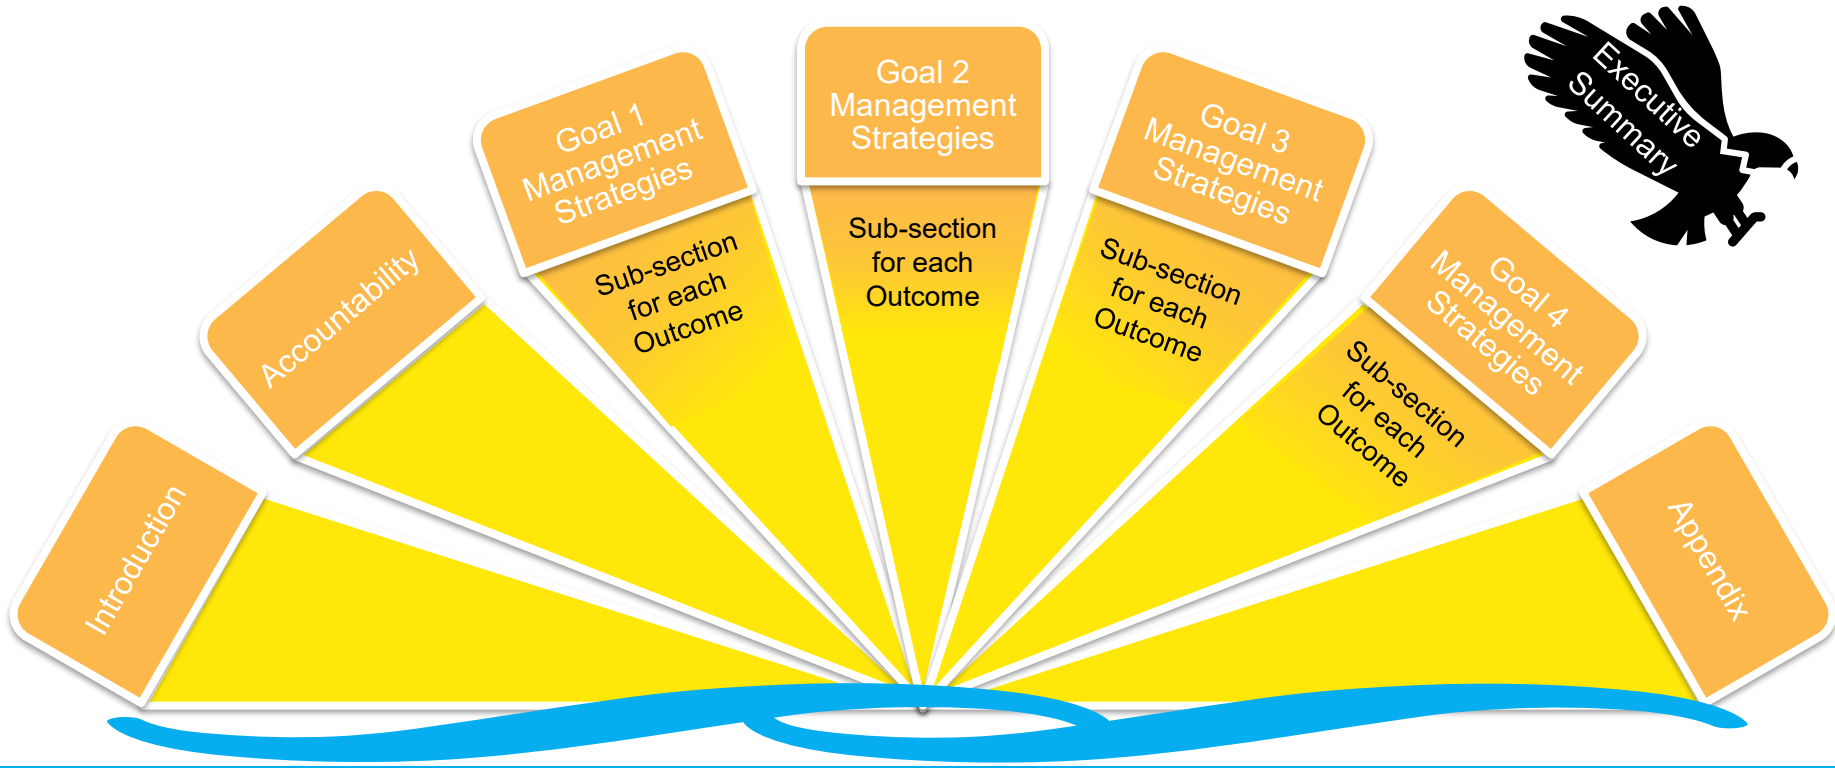 Introduction
Accountability
Goal 1
Management
Strategies
Sub-section
for each
Outcome
Goal 2
Management
Strategies
Sub-section
for each
Outcome
Goal 3
Management
Strategies
Sub-section
for each
Outcome
Goal 4
Management
Strategies
Sub-section
for each
Outcome
Appendix
Executive
Summary